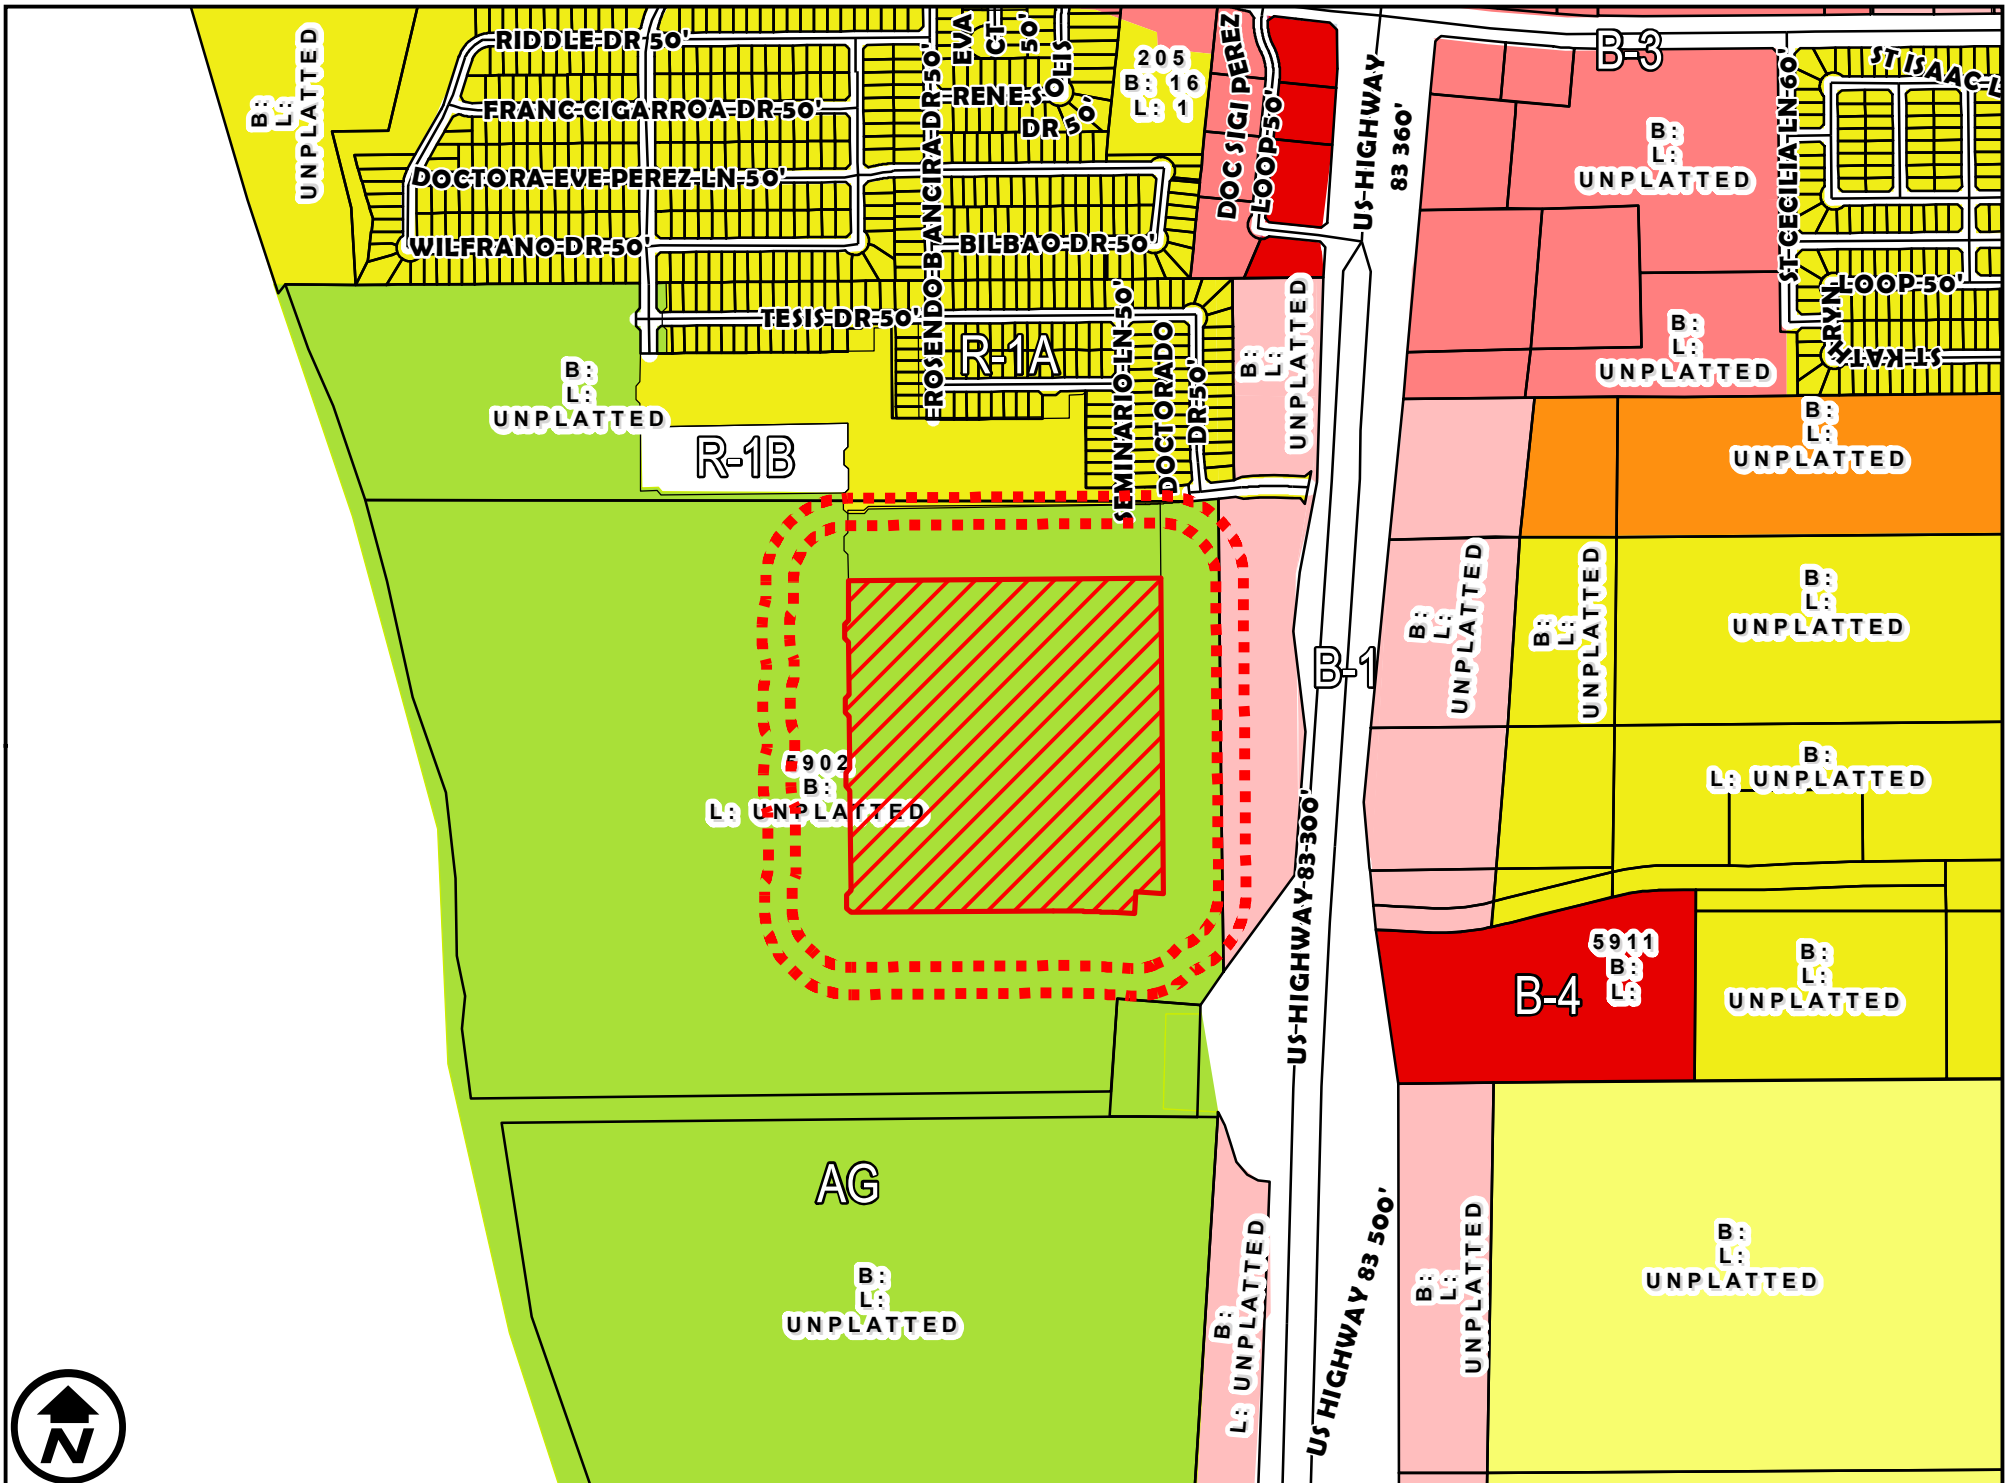 RIDDLE DR 50'
FRANC CIGARROA DR 50'
DOCTORA EVE PEREZ LN 50'
WILFRANO DR 50'
TESIS DR 50'
BILBAO DR 50'
ROSENDO B ANCIRA DR 50'
EVA
CT
50'
RENE SOLIS
DR 50'
205
B: 16
L: 1
DOC SIGI PEREZ
LOOP 50'
US HIGHWAY
83 360'
B-3
ST ISAAC L
ST CECILIA LN 60'
LOOP 50'
ST KATHRYN
B:
L:
UNPLATTED
B:
L:
UNPLATTED
B:
L:
UNPLATTED
B:
L:
UNPLATTED
B:
L:
UNPLATTED
R-1A
R-1B
SEMINARIO LN 50'
DOCTORADO
DR 50'
B:
L:
UNPLATTED
B:
L:
UNPLATTED
B:
L:
UNPLATTED
B:
L:
UNPLATTED
B-1
5902
B:
L: UNPLATTED
B:
L: UNPLATTED
US HIGHWAY 83 300'
5911
B:
L:
B-4
B:
L:
UNPLATTED
AG
B:
L:
UNPLATTED
B:
L: UNPLATTED
US HIGHWAY 83 500'
B:
L:
UNPLATTED
B:
L:
UNPLATTED
N